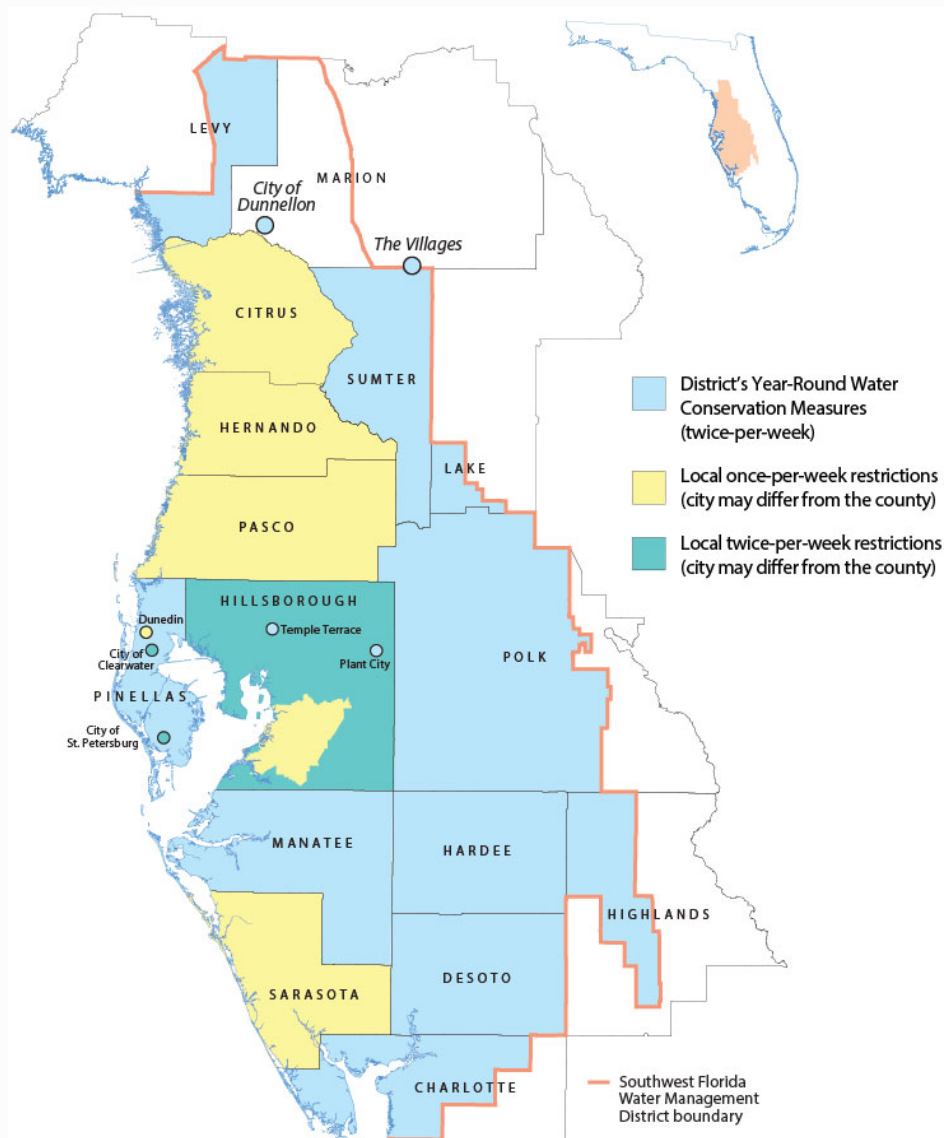 LEVY
MARION
City of
Dunnellon
The Villages
CITRUS
SUMTER
HERNANDO
LAKE
PASCO
District's Year-Round Water
Conservation Measures
(twice-per-week)
Local once-per-week restrictions
(city may differ from the county)
Local twice-per-week restrictions
(city may differ from the county)
HILLSBOROUGH
Dunedin
Temple Terrace
City of
Clearwater
Plant City
POLK
PINELLAS
City of
St. Petersburg
MANATEE
HARDEE
HIGHLANDS
DESOTO
SARASOTA
CHARLOTTE
Southwest Florida
Water Management
District boundary